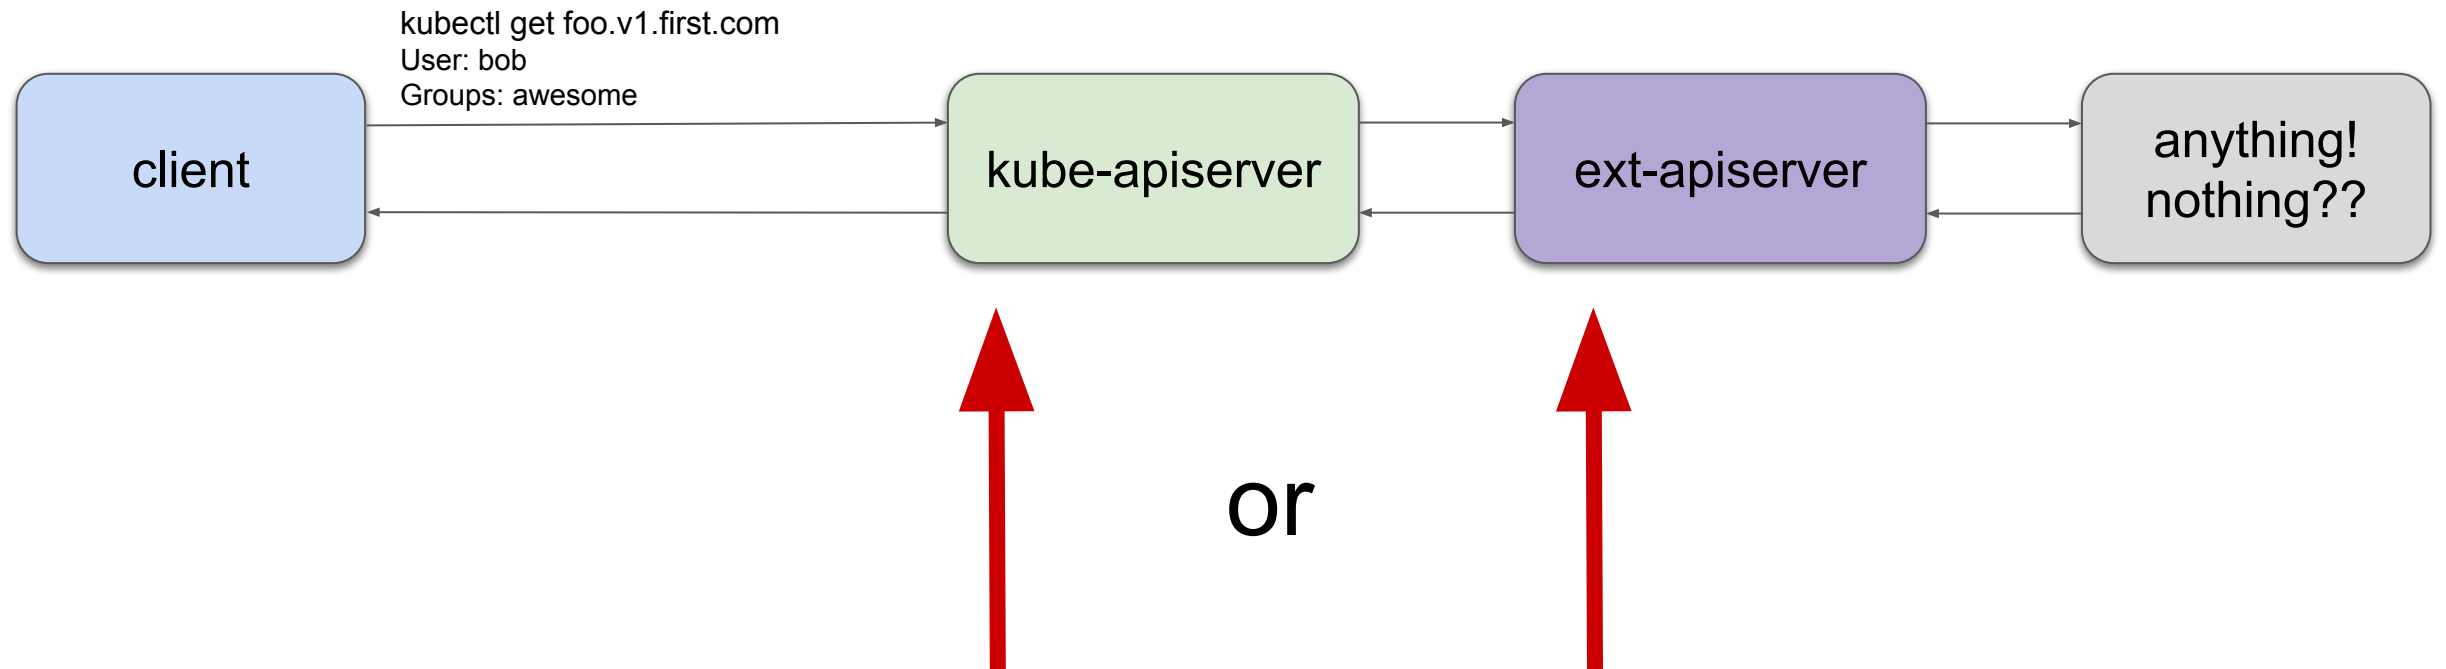 kubectl get foo.v1.first.com
User: bob
Groups: awesome
client
kube-apiserver
ext-apiserver
anything!
nothing??
or